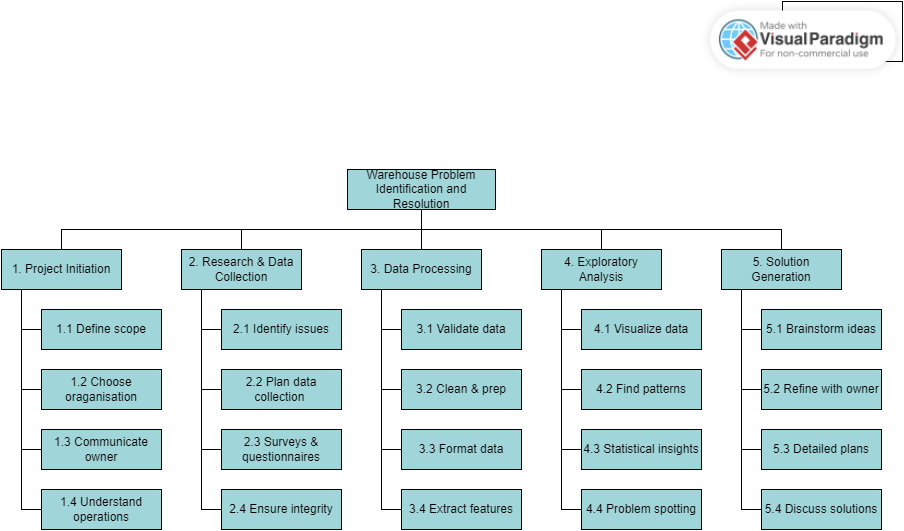 Made with
Visual Paradigm
For non-commercial use
Warehouse Problem
Identification and
Resolution
1. Project Initiation
2. Research & Data
Collection
3. Data Processing
4. Exploratory
Analysis
5. Solution
Generation
1.1 Define scope
2.1 Identify issues
3.1 Validate data
4.1 Visualize data
5.1 Brainstorm ideas
1.2 Choose
oraganisation
2.2 Plan data
collection
3.2 Clean & prep
4.2 Find patterns
5.2 Refine with owner
1.3 Communicate
owner
2.3 Surveys &
questionnaires
3.3 Format data
4.3 Statistical insights
5.3 Detailed plans
1.4 Understand
operations
2.4 Ensure integrity
3.4 Extract features
4.4 Problem spotting
5.4 Discuss solutions